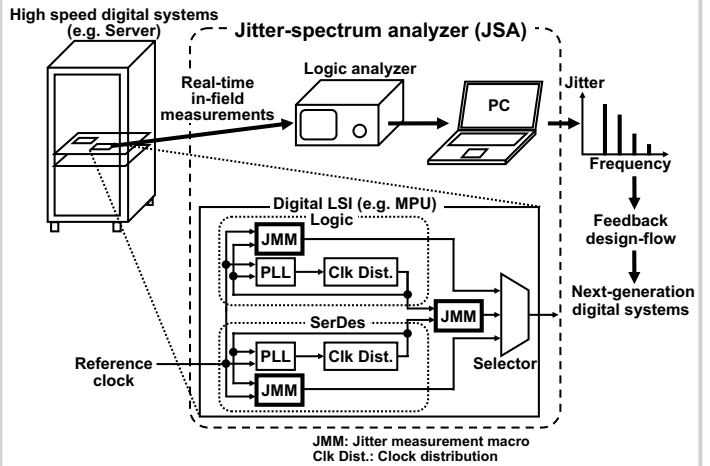 High speed digital systems
(e.g. Server)
Jitter-spectrum analyzer (JSA)
Real-time
in-field
measurements
Logic analyzer
PC
Jitter
Frequency
Feedback
design-flow
Next-generation
digital systems
Digital LSI (e.g. MPU)
Logic
JMM
PLL
Clk Dist.
JMM
SerDes
PLL
Clk Dist.
JMM
Selector
Reference
clock
JMM: Jitter measurement macro
Clk Dist.: Clock distribution